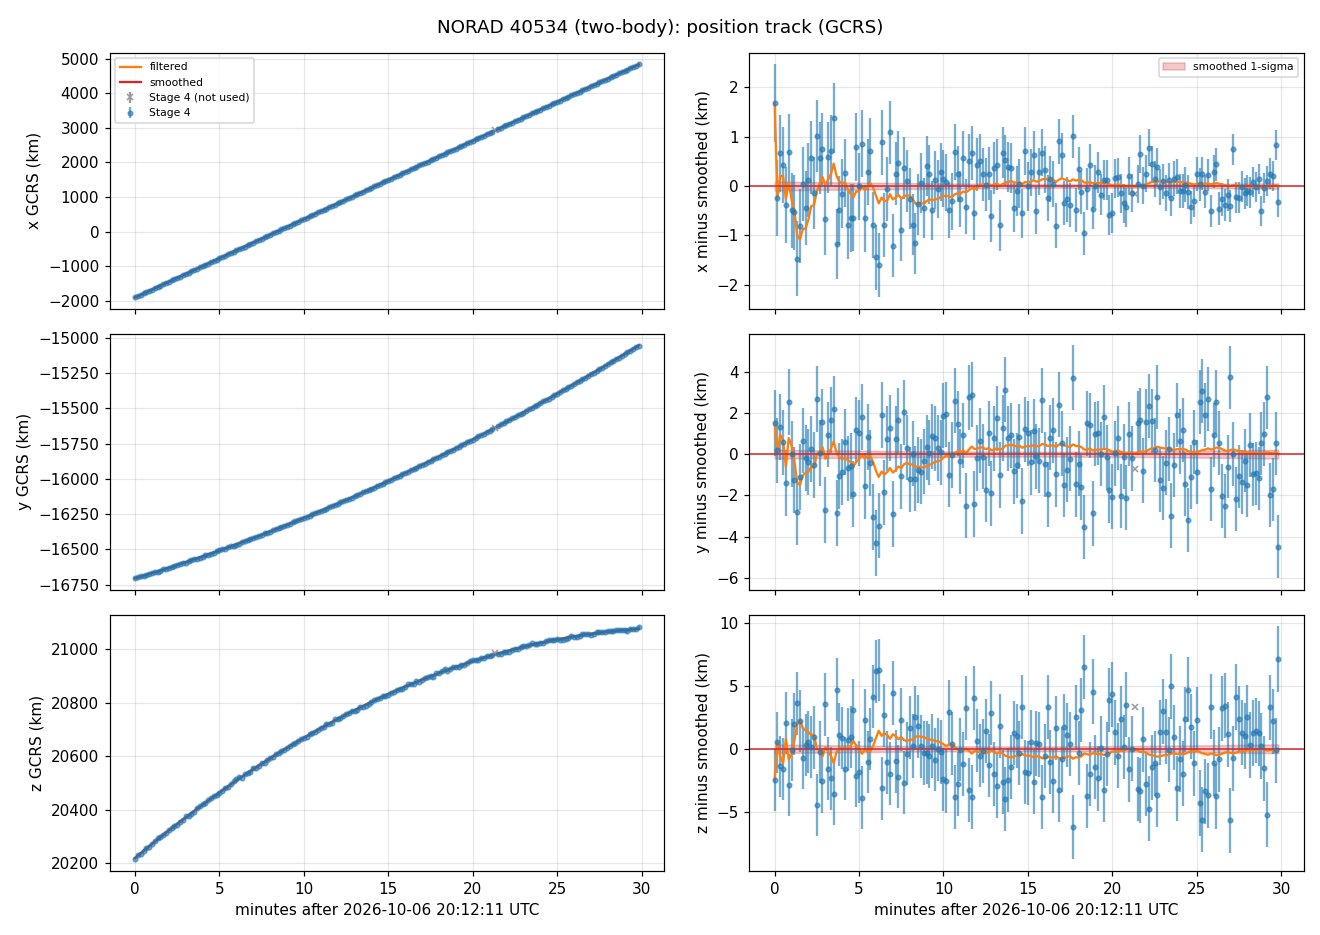 NORAD 40534 (two-body): position track (GCRS)
x GCRS (km)
5000
4000
3000
2000
1000
0
−1000
−2000
filtered
smoothed
Stage 4 (not used)
Stage 4
x minus smoothed (km)
2
1
0
−1
−2
smoothed 1-sigma
y GCRS (km)
−15000
−15250
−15500
−15750
−16000
−16250
−16500
−16750
y minus smoothed (km)
4
2
0
−2
−4
−6
z GCRS (km)
21000
20800
20600
20400
20200
0 5 10 15 20 25 30
minutes after 2026-10-06 20:12:11 UTC
z minus smoothed (km)
10
5
0
−5
0 5 10 15 20 25 30
minutes after 2026-10-06 20:12:11 UTC